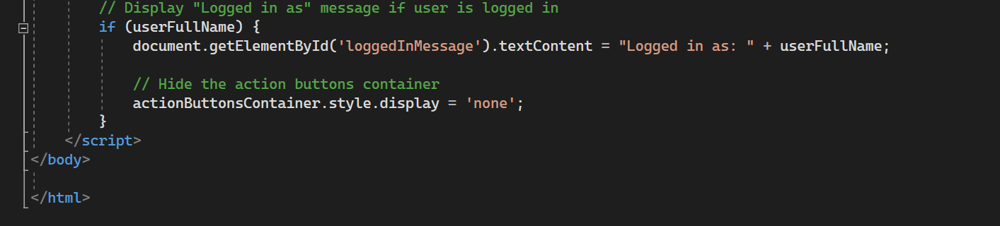 // Display "Logged in as" message if user is logged in
if (userFullName) {
document.getElementById('loggedInMessage').textContent = "Logged in as: " + userFullName;
// Hide the action buttons container
actionButtonsContainer.style.display = 'none';
}
</script>
</body>
</html>